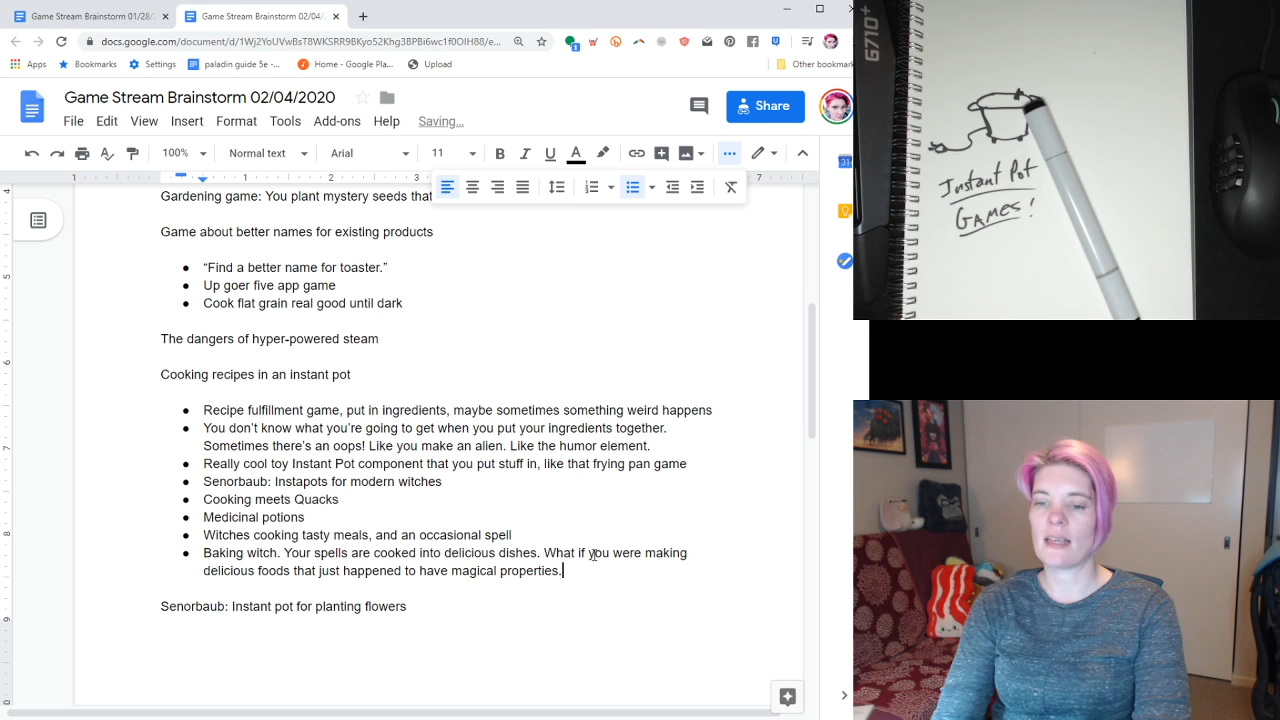 Game Stream Brainstorm 01/28/
Game Stream Brainstorm 02/04/
docs.google.com/document/d/1Wj2YoUVwBsT8WKSRR9BKyo52Khg3BPBi6wc1f0OIH88/e...
Apps
Bookmarks
Settin
paladin guide 5e -...
Home - Google Pla...
Upload
Other bookmark
Game Stream Brainstorm 02/04/2020
Share
File Edit View Insert Format Tools Add-ons Help Saving...
100% Normal text Arial 11
1 1 2 3 7
Gardening game: You plant mystery seeds that
Game about better names for existing products
● “Find a better name for toaster.”
● Up goer five app game
● Cook flat grain real good until dark
The dangers of hyper-powered steam
Cooking recipes in an instant pot
● Recipe fulfillment game, put in ingredients, maybe sometimes something weird happens
● You don’t know what you’re going to get when you put your ingredients together.
Sometimes there’s an oops! Like you make an alien. Like the humor element.
● Really cool toy Instant Pot component that you put stuff in, like that frying pan game
● Senorbaub: Instapots for modern witches
● Cooking meets Quacks
● Medicinal potions
● Witches cooking tasty meals, and an occasional spell
● Baking witch. Your spells are cooked into delicious dishes. What if you were making
delicious foods that just happened to have magical properties.
Senorbaub: Instant pot for planting flowers
G710+
Instant Pot
GAMES!